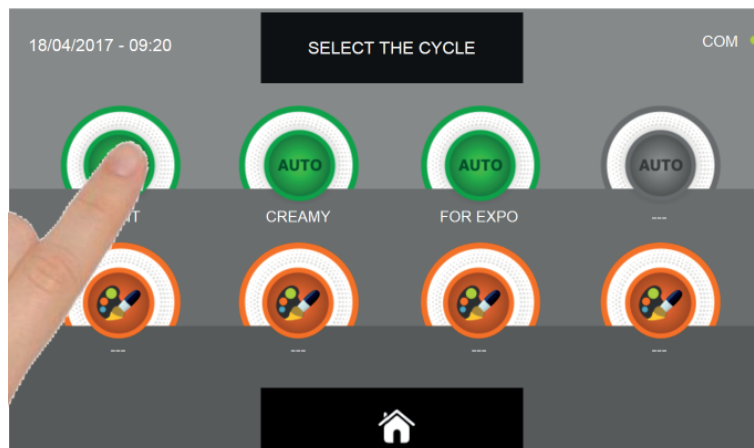 18/04/2017 - 09:20
SELECT THE CYCLE
COM
AUTO
AUTO
AUTO
CREAMY
FOR EXPO
---
---
---
---
---